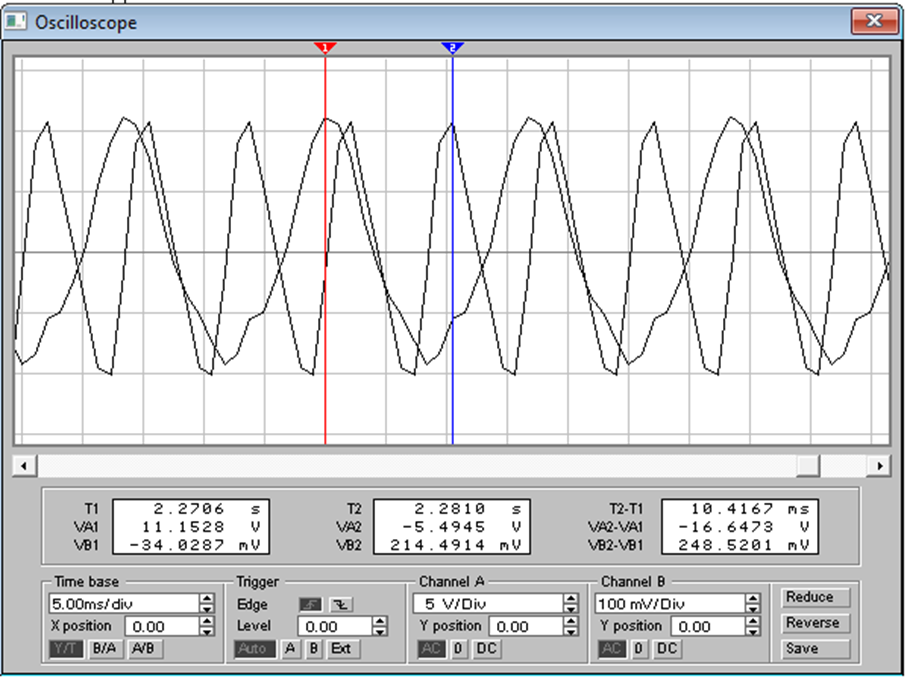 Oscilloscope
1 2
T1 2.2706 s T2 2.2810 s T2-T1 10.4167 ms
VA1 11.1528 V VA2 -5.4945 V VA2-VA1 -16.6473 V
VB1 -34.0287 mV VB2 214.4914 mV VB2-VB1 248.5201 mV
Time base Trigger Channel A Channel B
5.00ms/div Edge 5 V/Div 100 mV/Div Reduce
X position 0.00 Level 0.00 Y position 0.00 Y position 0.00 Reverse
Y/T B/A A/B Auto A B Ext AC 0 DC AC 0 DC Save